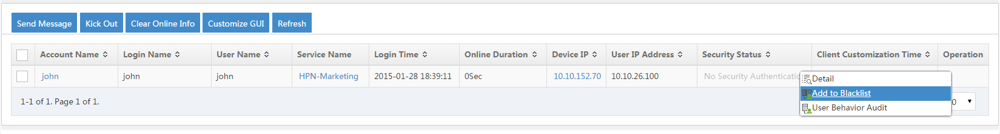 Send Message Kick Out Clear Online Info Customize GUI Refresh
Account Name Login Name User Name Service Name Login Time Online Duration Device IP User IP Address Security Status Client Customization Time Operation
john john john HPN-Marketing 2015-01-28 18:39:11 0Sec 10.10.152.70 10.10.26.100 No Security Authenticatio
Detail
Add to Blacklist
1-1 of 1. Page 1 of 1. 0
User Behavior Audit